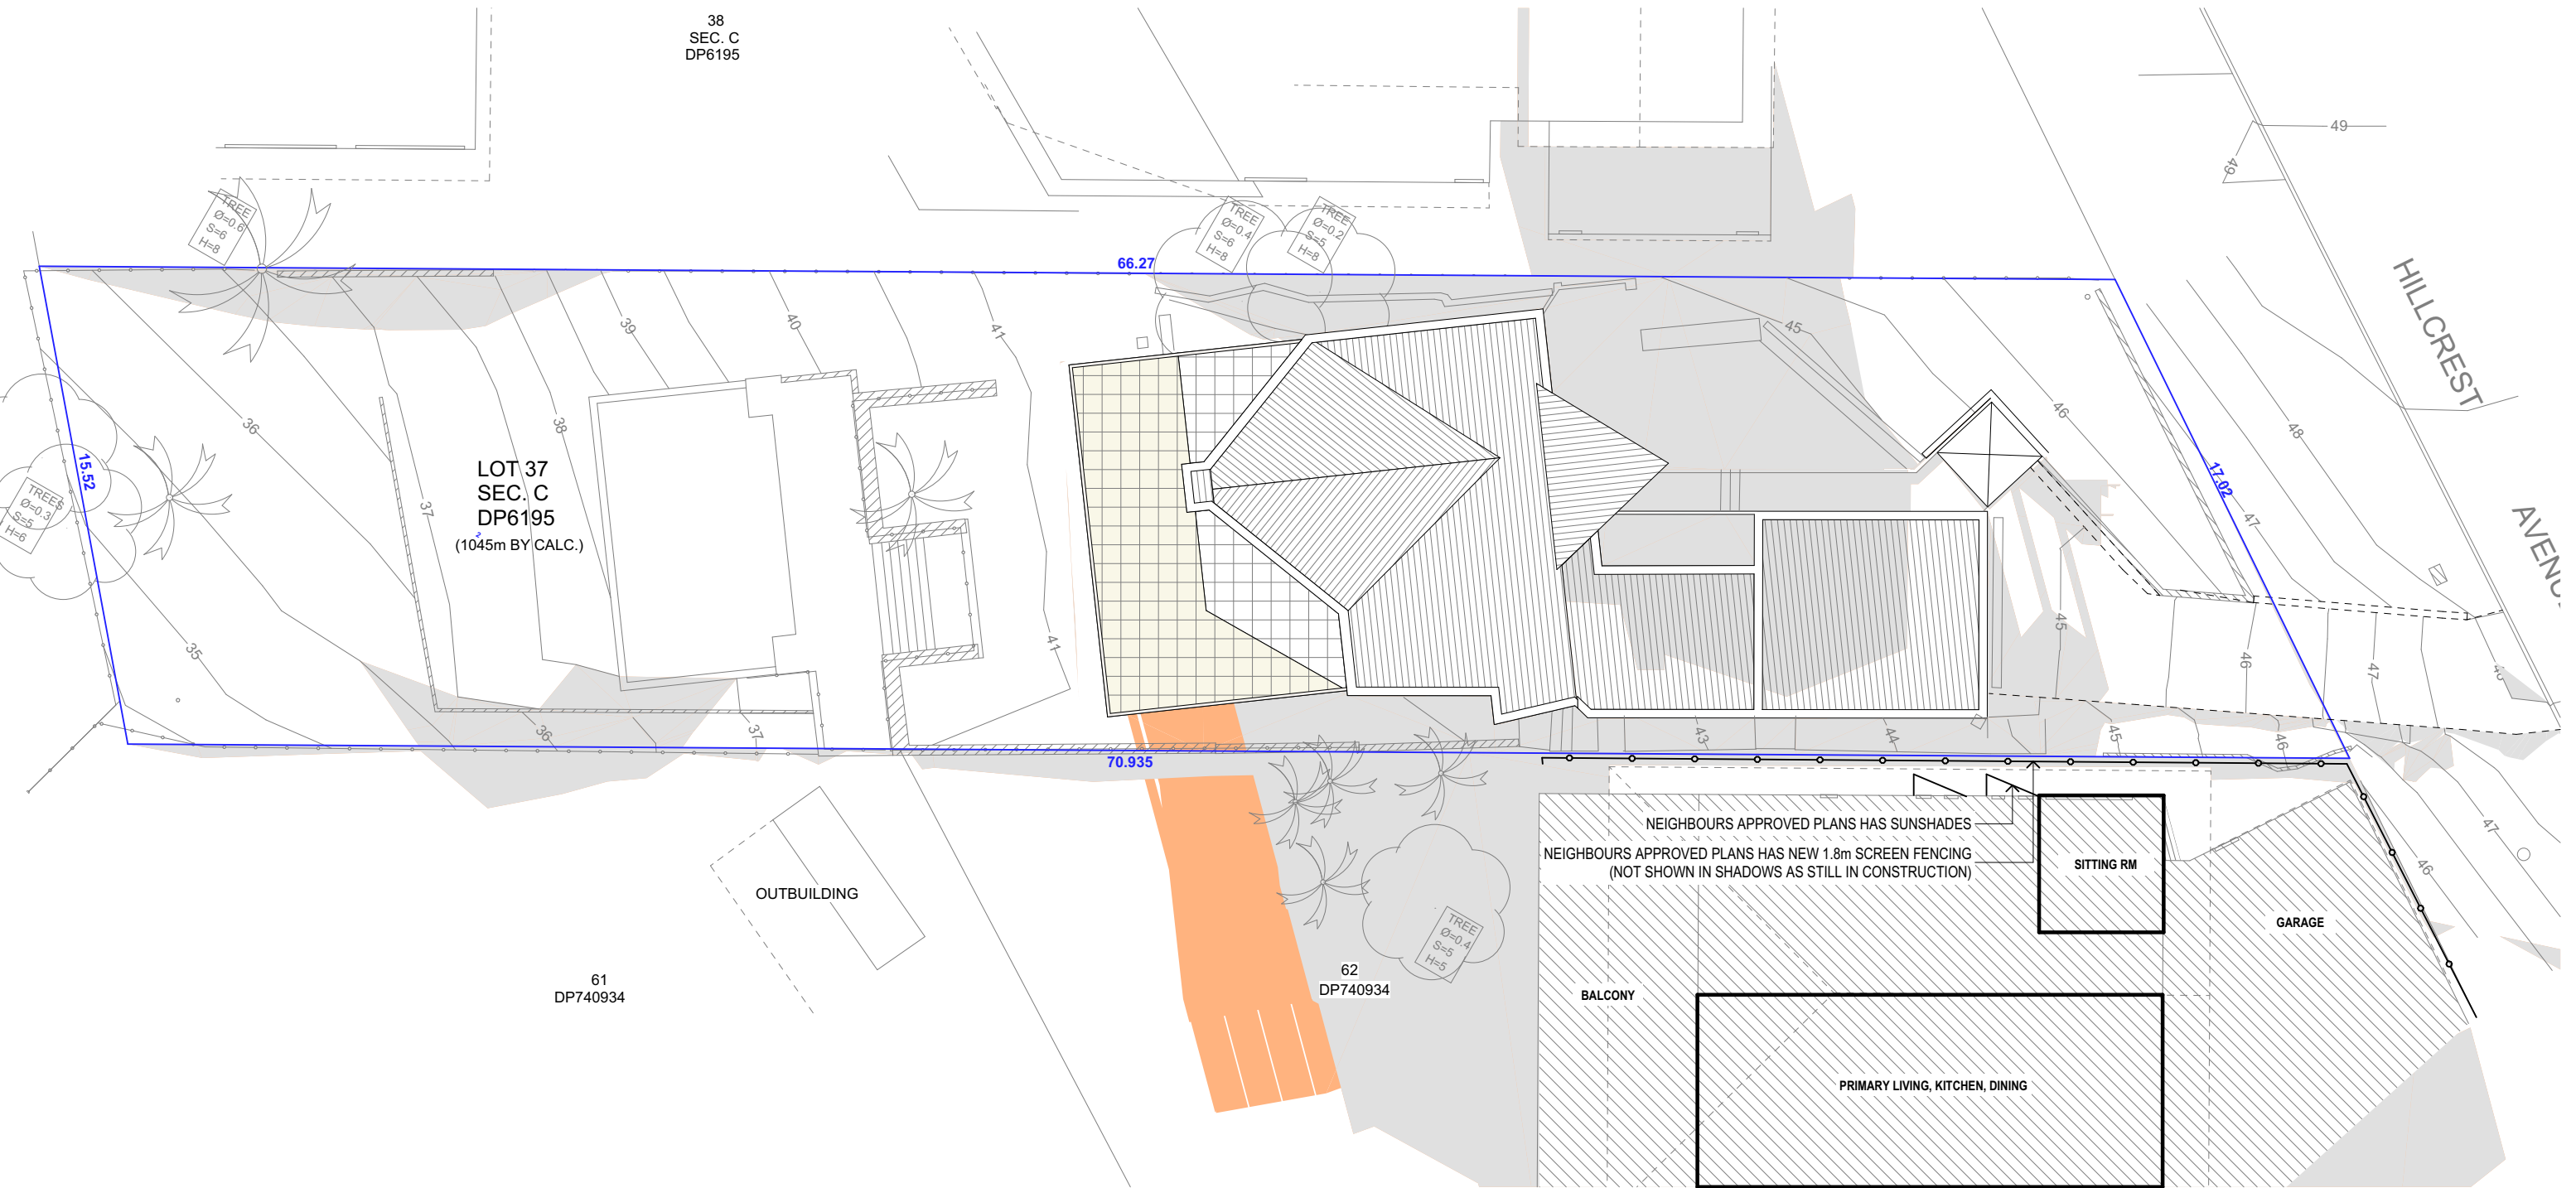 38
SEC. C
DP6195
49
49
TREE
Ø=0.6
S=6
H=8
TREE
Ø=0.4
S=6
H=8
TREE
Ø=0.2
S=5
H=8
66.27
HILLCREST
AVENU
39
40
41
45
46
48
36
38
37
15.52
17.02
47
LOT 37
SEC. C
DP6195
2
(1045m BY CALC.)
TREES
Ø=0.3
S=5
H=6
35
41
45
46
47
36
37
43
44
45
46
70.935
47
46
NEIGHBOURS APPROVED PLANS HAS SUNSHADES
NEIGHBOURS APPROVED PLANS HAS NEW 1.8m SCREEN FENCING
(NOT SHOWN IN SHADOWS AS STILL IN CONSTRUCTION)
SITTING RM
OUTBUILDING
GARAGE
TREE
Ø=0.4
S=5
H=5
61
DP740934
62
DP740934
BALCONY
PRIMARY LIVING, KITCHEN, DINING